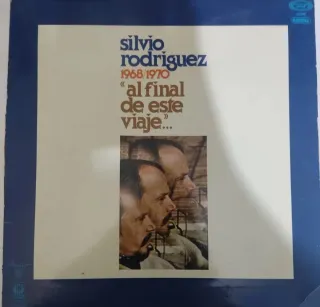 silvio
rodriguez
1968/1970
"al final
de este
viaje"...